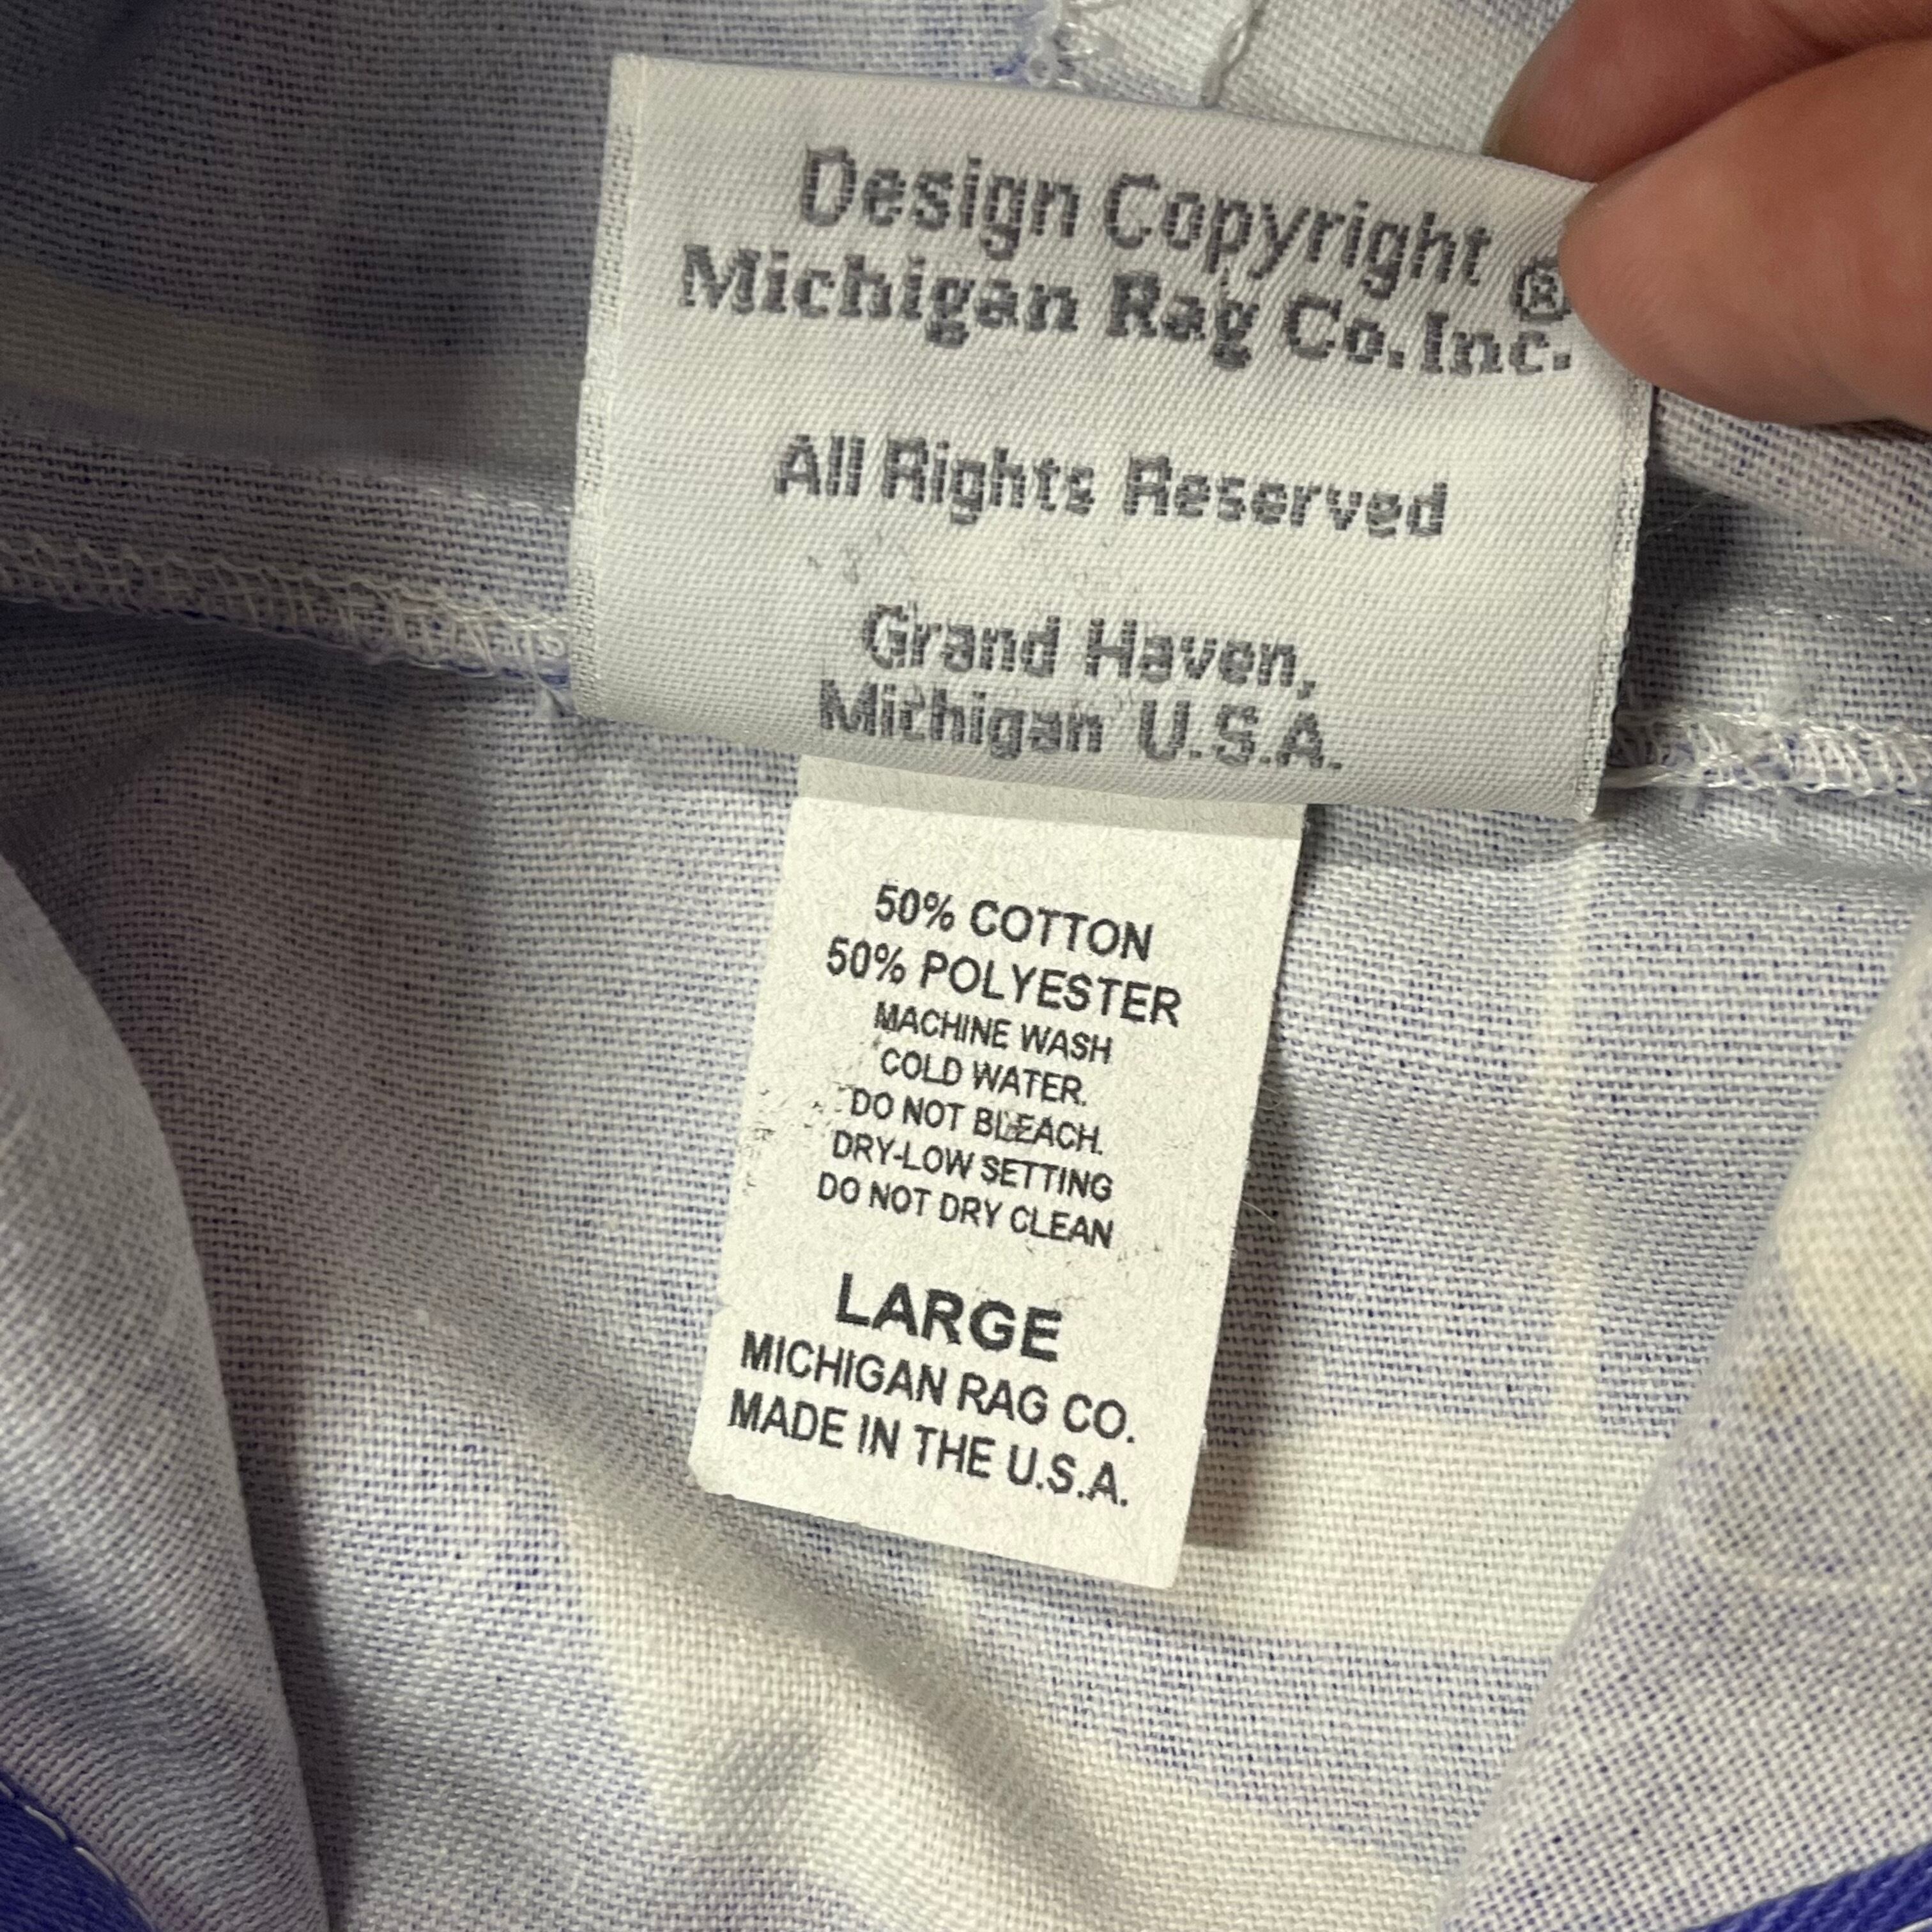 Design Copyright ®
Michigan Rag Co. Inc.
All Rights Reserved
Grand Haven,
Michigan U.S.A.
50% COTTON
50% POLYESTER
MACHINE WASH
COLD WATER.
DO NOT BLEACH.
DRY-LOW SETTING
DO NOT DRY CLEAN
LARGE
MICHIGAN RAG CO.
MADE IN THE U.S.A.